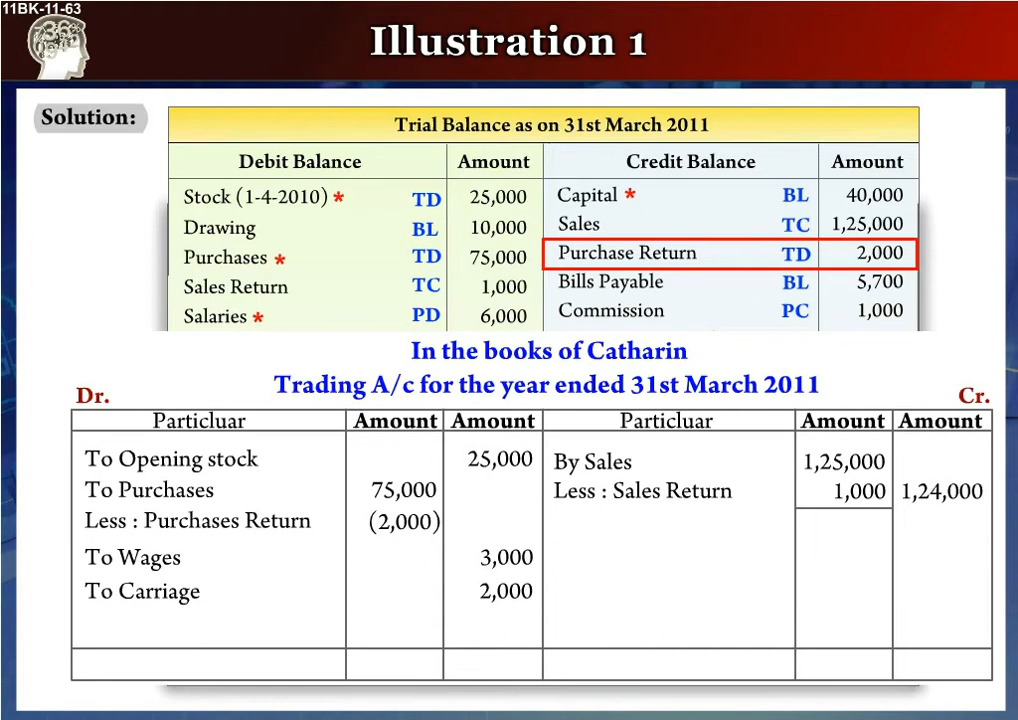 11BK-11-63
Illustration 1
Solution:
Trial Balance as on 31st March 2011
Debit Balance Amount Credit Balance Amount
Stock (1-4-2010) * TD 25,000 Capital * BL 40,000
Drawing BL 10,000 Sales TC 1,25,000
Purchases * TD 75,000 Purchase Return TD 2,000
Sales Return TC 1,000 Bills Payable BL 5,700
Salaries * PD 6,000 Commission PC 1,000
In the books of Catharin
Trading A/c for the year ended 31st March 2011
Dr. Cr.
Particluar Amount Amount Particluar Amount Amount
To Opening stock 25,000 By Sales 1,25,000
To Purchases 75,000 Less : Sales Return 1,000 1,24,000
Less : Purchases Return (2,000)
To Wages 3,000
To Carriage 2,000